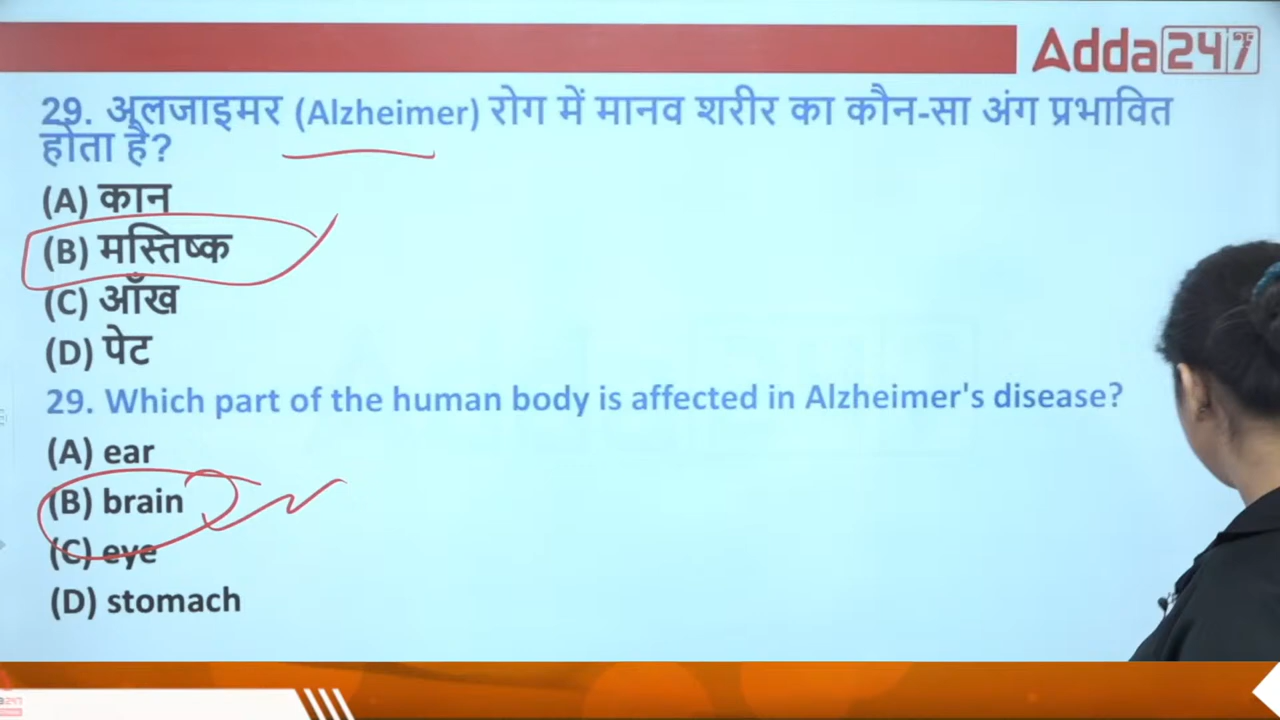 Adda247
29. अलजाइमर (Alzheimer) रोग में मानव शरीर का कौन-सा अंग प्रभावित
होता है?
(A) कान
(B) मस्तिष्क
(C) आँख
(D) पेट
29. Which part of the human body is affected in Alzheimer's disease?
(A) ear
(B) brain
(C) eye
(D) stomach